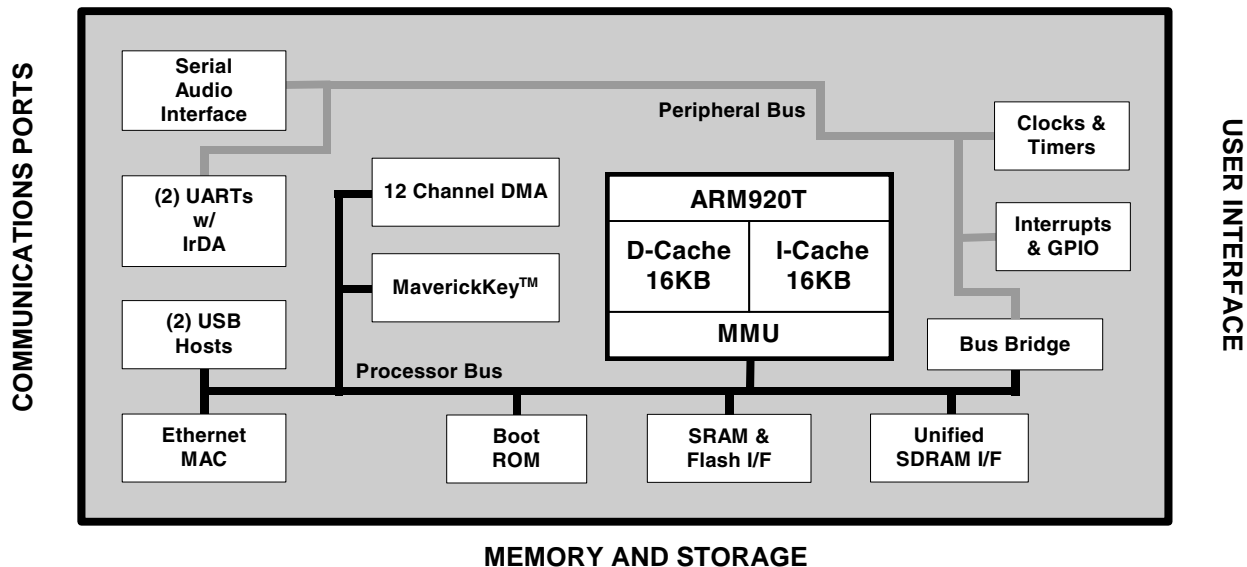 COMMUNICATIONS PORTS
Serial
Audio
Interface
Peripheral Bus
Clocks &
Timers
(2) UARTs
w/
IrDA
12 Channel DMA
MaverickKey™
ARM920T
D-Cache
16KB
I-Cache
16KB
MMU
Interrupts
& GPIO
(2) USB
Hosts
Bus Bridge
Processor Bus
Ethernet
MAC
Boot
ROM
SRAM &
Flash I/F
Unified
SDRAM I/F
USER INTERFACE
MEMORY AND STORAGE